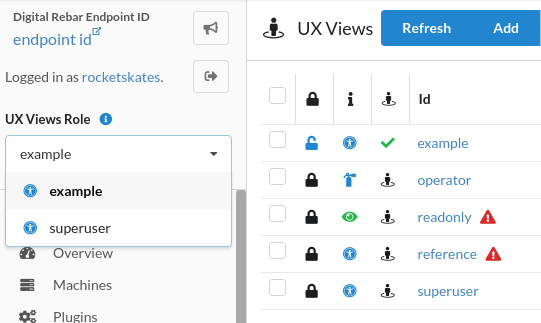 Digital Rebar Endpoint ID
endpoint id
Logged in as rocketskates.
UX Views Role
example
example
superuser
Overview
Machines
Plugins
UX Views
Refresh
Add
Id
example
operator
readonly
reference
superuser